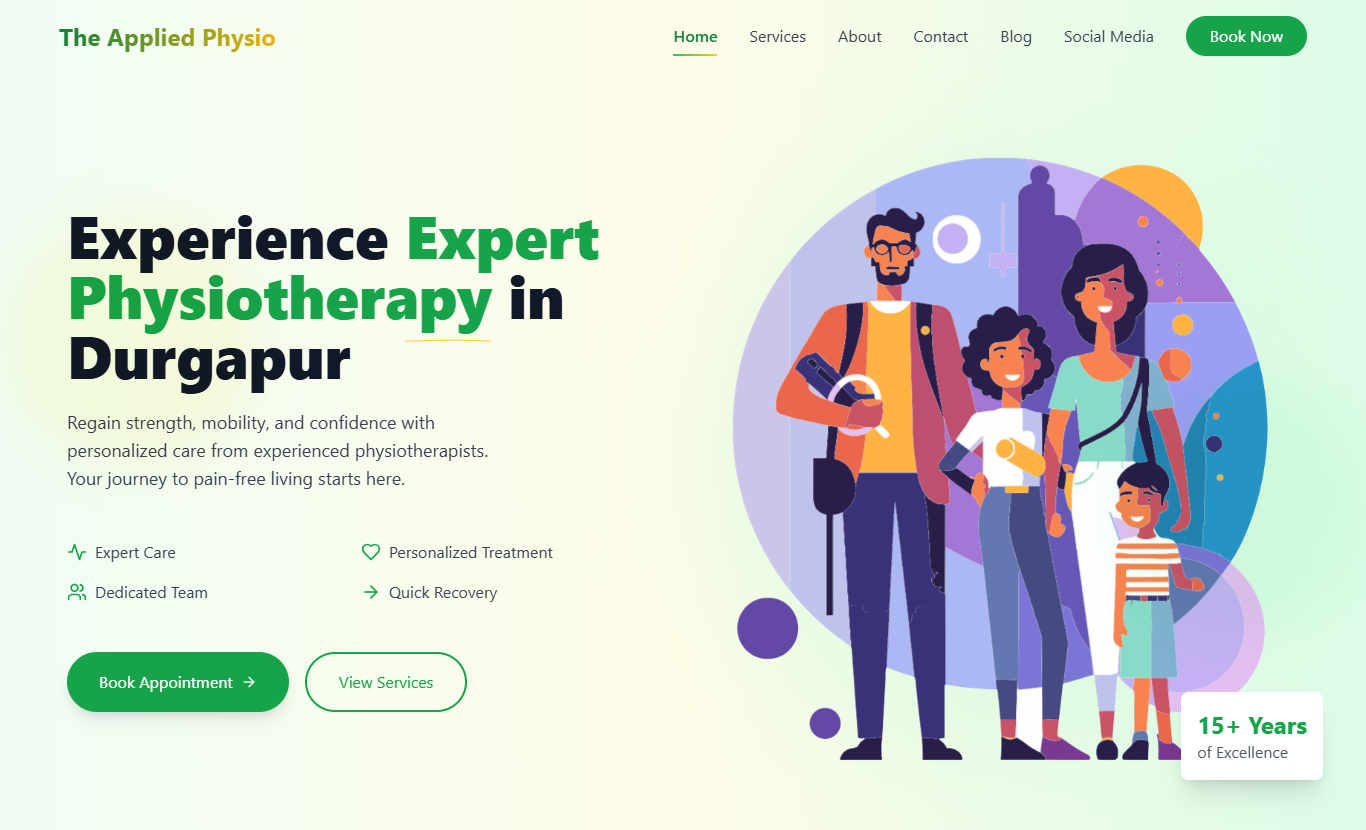 The Applied Physio
Home
Services
About
Contact
Blog
Social Media
Book Now
Experience Expert
Physiotherapy in
Durgapur
Regain strength, mobility, and confidence with
personalized care from experienced physiotherapists.
Your journey to pain-free living starts here.
Expert Care
Personalized Treatment
Dedicated Team
Quick Recovery
Book Appointment
View Services
15+ Years
of Excellence